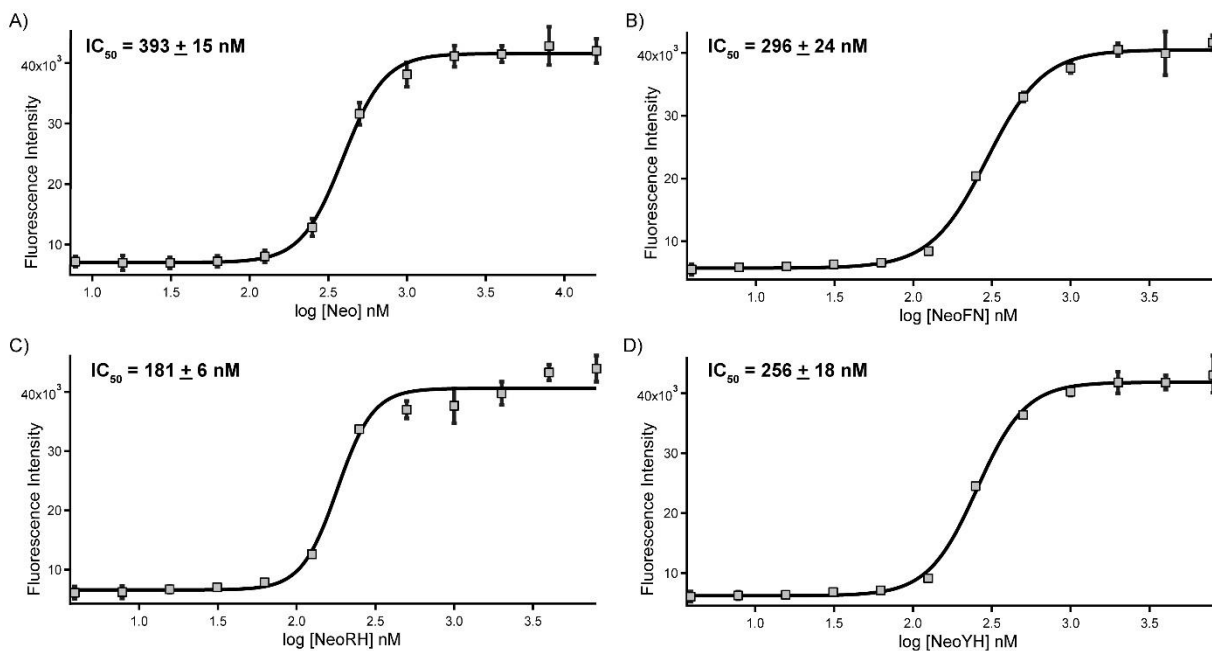 A)
IC50 = 393 ± 15 nM
Fluorescence Intensity
40x10³
30
20
10
1.0 1.5 2.0 2.5 3.0 3.5 4.0
log [Neo] nM
B)
IC50 = 296 ± 24 nM
Fluorescence Intensity
40x10³
30
20
10
1.0 1.5 2.0 2.5 3.0 3.5
log [NeoFN] nM
C)
IC50 = 181 ± 6 nM
Fluorescence Intensity
40x10³
30
20
10
1.0 1.5 2.0 2.5 3.0 3.5
log [NeoRH] nM
D)
IC50 = 256 ± 18 nM
Fluorescence Intensity
40x10³
30
20
10
1.0 1.5 2.0 2.5 3.0 3.5
log [NeoYH] nM